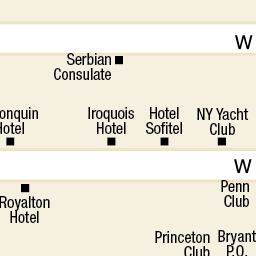 W
Serbian
Consulate
onquin
Hotel
Iroquois
Hotel
Hotel
Sofitel
NY Yacht
Club
W
Royalton
Hotel
Penn
Club
Princeton
Club
Bryant
P.O.